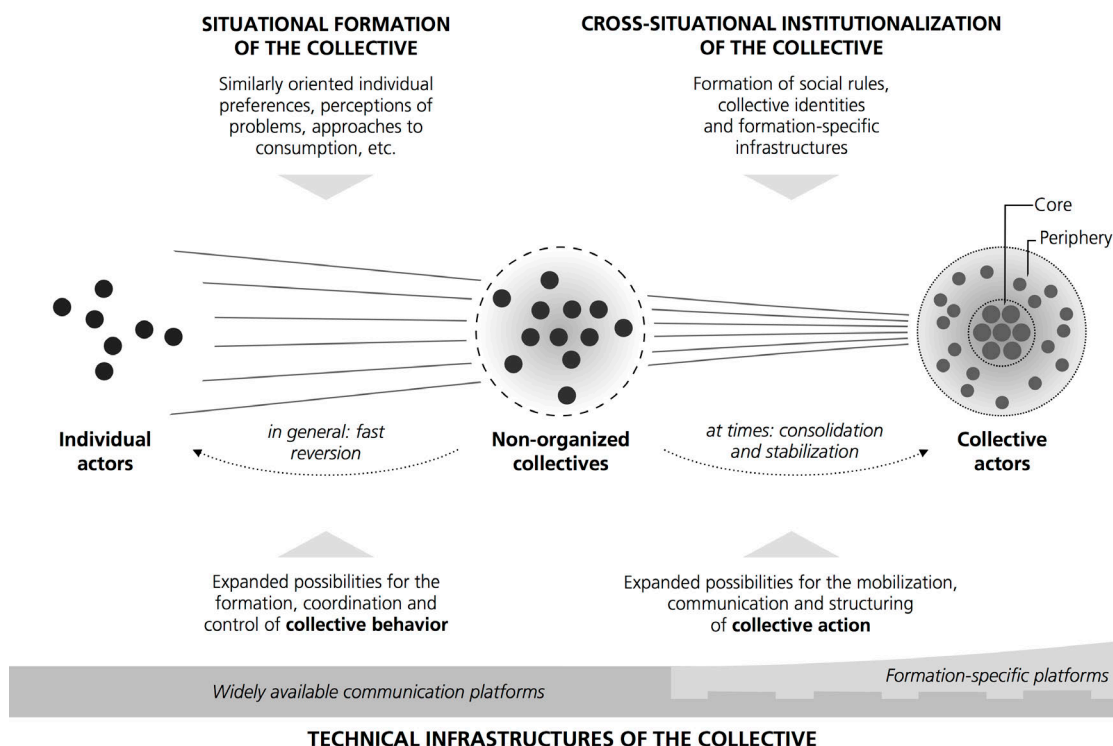 SITUATIONAL FORMATION
OF THE COLLECTIVE
Similarly oriented individual
preferences, perceptions of
problems, approaches to
consumption, etc.
CROSS-SITUATIONAL INSTITUTIONALIZATION
OF THE COLLECTIVE
Formation of social rules,
collective identities
and formation-specific
infrastructures
Core
Periphery
Individual
actors
in general: fast
reversion
Non-organized
collectives
at times: consolidation
and stabilization
Collective
actors
Expanded possibilities for the
formation, coordination and
control of collective behavior
Expanded possibilities for the mobilization,
communication and structuring
of collective action
Widely available communication platforms
Formation-specific platforms
TECHNICAL INFRASTRUCTURES OF THE COLLECTIVE